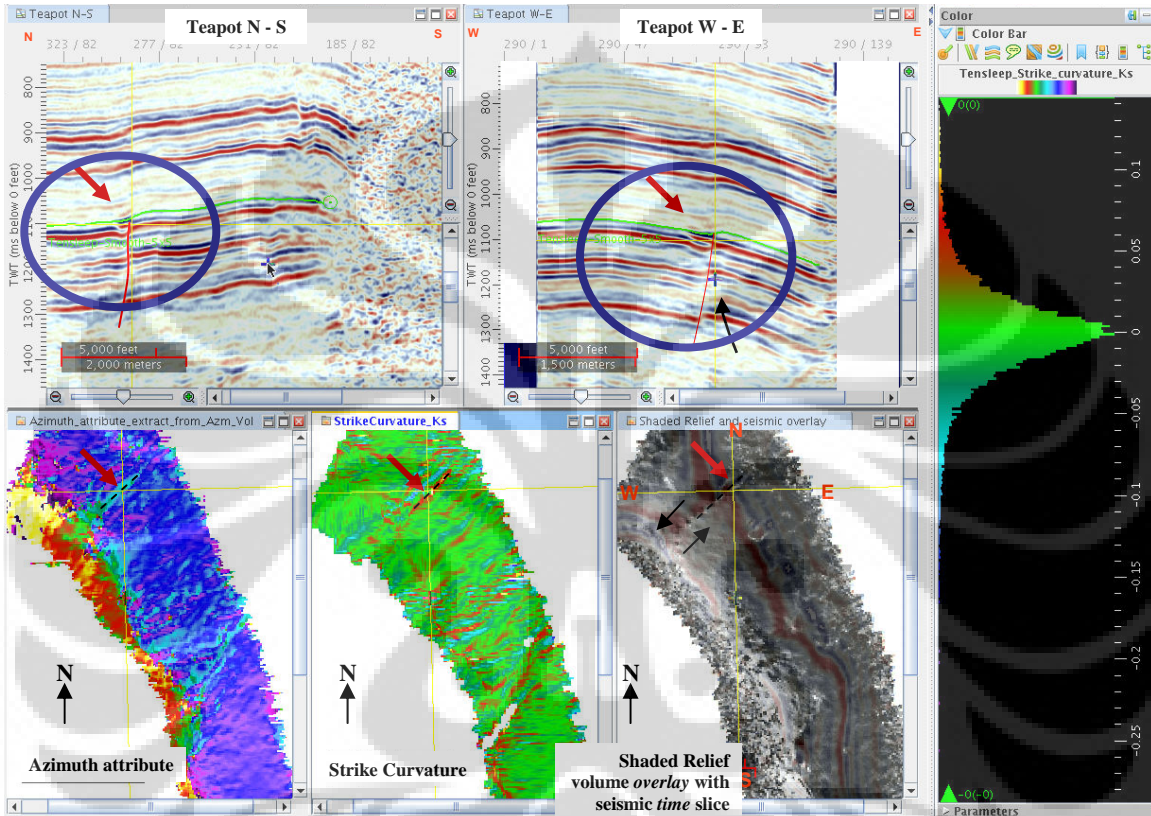 Teapot N-S
Teapot N - S
N
S
323 / 82
277 / 82
231 / 82
185 / 82
TWT (ms below 0 feet)
800
900
1000
1100
1200
1300
1400
5,000 feet
2,000 meters
Teapot W-E
Teapot W - E
W
E
290 / 1
290 / 47
290 / 93
290 / 139
TWT (ms below 0 feet)
800
900
1000
1100
1200
1300
1400
5,000 feet
1,500 meters
Azimuth_attribute_extract_from_Azm_Vol
N
Azimuth attribute
StrikeCurvature_Ks
N
Strike Curvature
Shaded Relief and seismic overlay
N
W
E
S
Shaded Relief
volume overlay with
seismic time slice
Color
Color Bar
Tensleep_Strike_curvature_Ks
0(0)
0.1
0.05
0
-0.05
-0.1
-0.15
-0.2
-0.25
-0(-0)
> Parameters